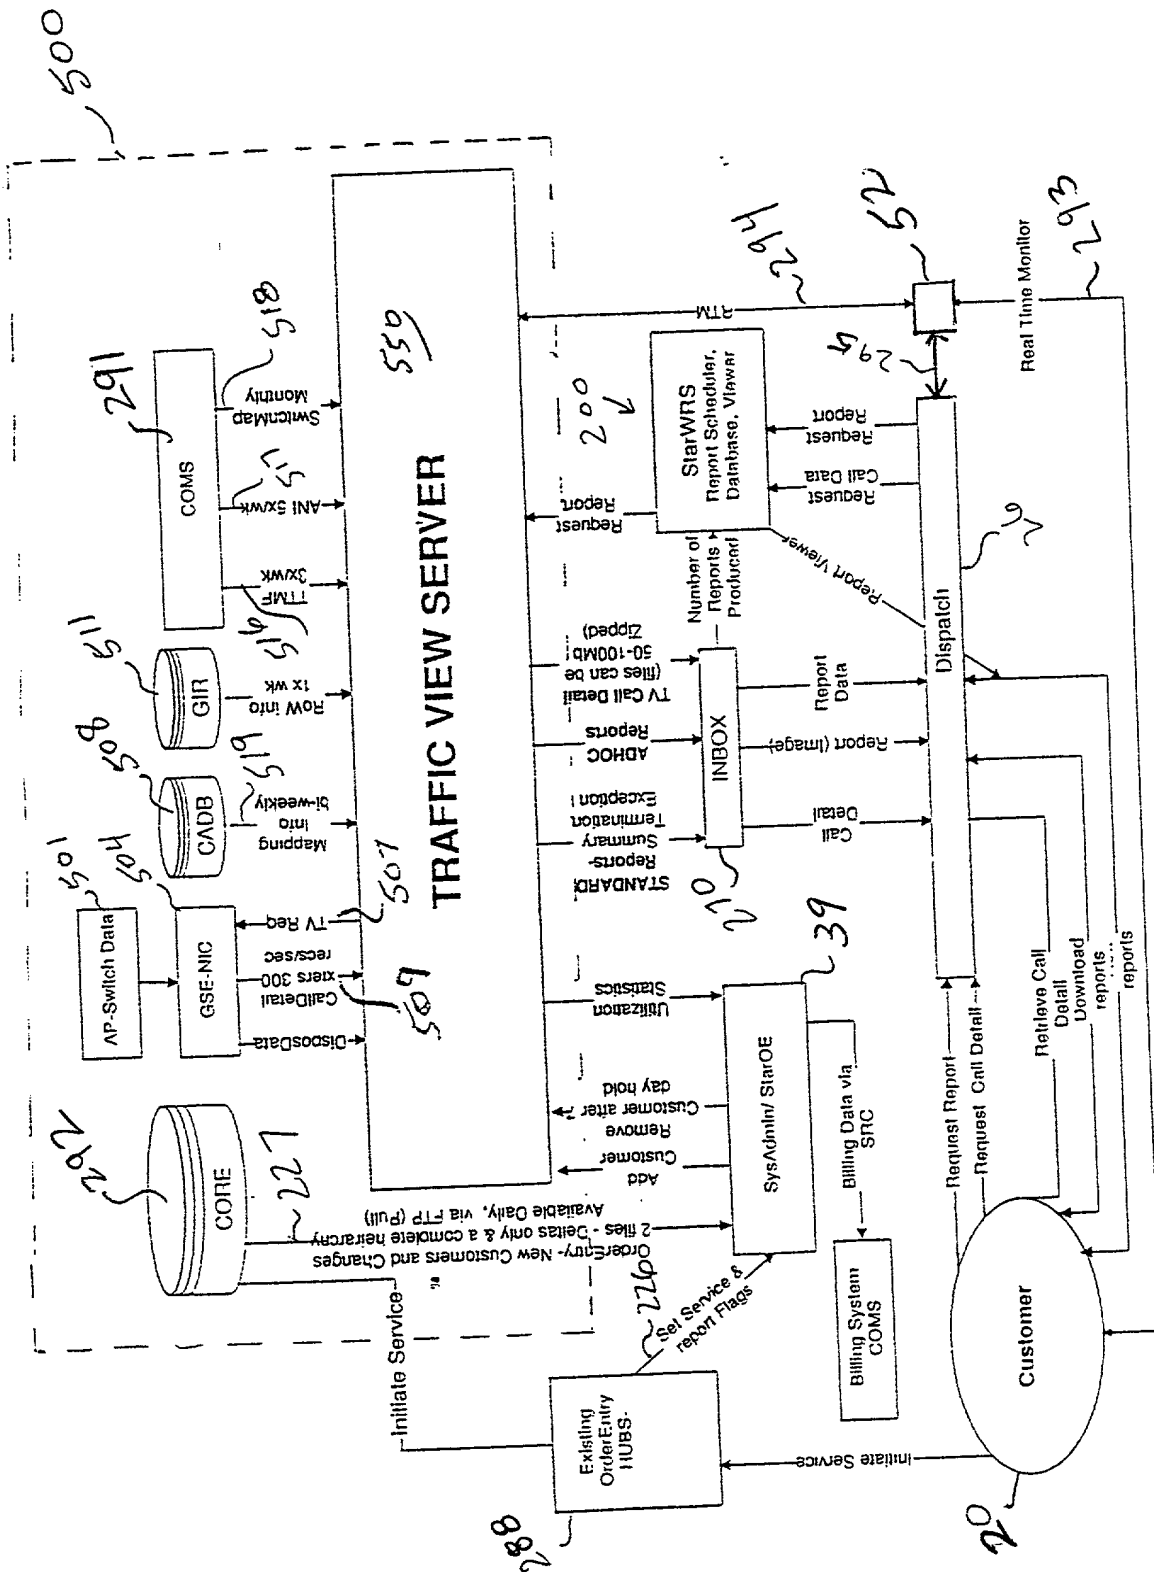 500
292
CORE
227
OrderEntry- New Customers and Changes
2 files - Deltas only & a complete heirarchy
Available Daily, via FTP (Pull)
501
AP-Switch Data
504
GSE-NIC
DisposData
CallDetail
xfers 300
recs/sec
509
TV Req
507
508
CADB
519
Mapping
Info
bi-weekly
511
GIR
RoW info
1x wk
291
COMS
516
TTMF
3x/wk
517
ANI 5x/wk
518
SwitchMap
Monthly
TRAFFIC VIEW SERVER
550
Initiate Service
Add
Customer
Remove
Customer after
day hold
Utilization
Statistics
STANDARD
Reports-
Summary
Termination
Exception
ADHOC
Reports
TV Call Detail
(files can be
50-100Mb
Zipped)
Report
Request
RTM
294
288
Existing
OrderEntry
HUBS-
226
Set Service &
report Flags
SysAdmin/ StarOE
39
270
INBOX
Number of
Reports
Produced
200
StarWRS
Report Scheduler,
Database, Viewer
Billing Data via
SRC
Billing System
COMS
Call
Detail
Report (Image)
Report
Data
Report Viewer
Call Data
Request
Report
Request
295
52
Dispatch
26
Initiate Service
20
Customer
Request Report
Request Call Detail
Retrieve Call
Detail
Download
reports
reports
Real Time Monitor
293